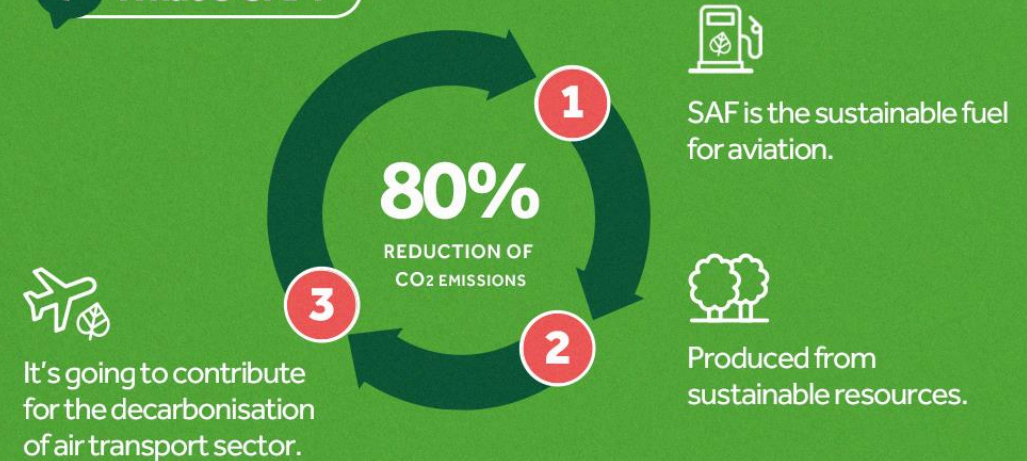 1
SAF is the sustainable fuel
for aviation.
80%
REDUCTION OF
CO2 EMISSIONS
2
Produced from
sustainable resources.
3
It's going to contribute
for the decarbonisation
of air transport sector.